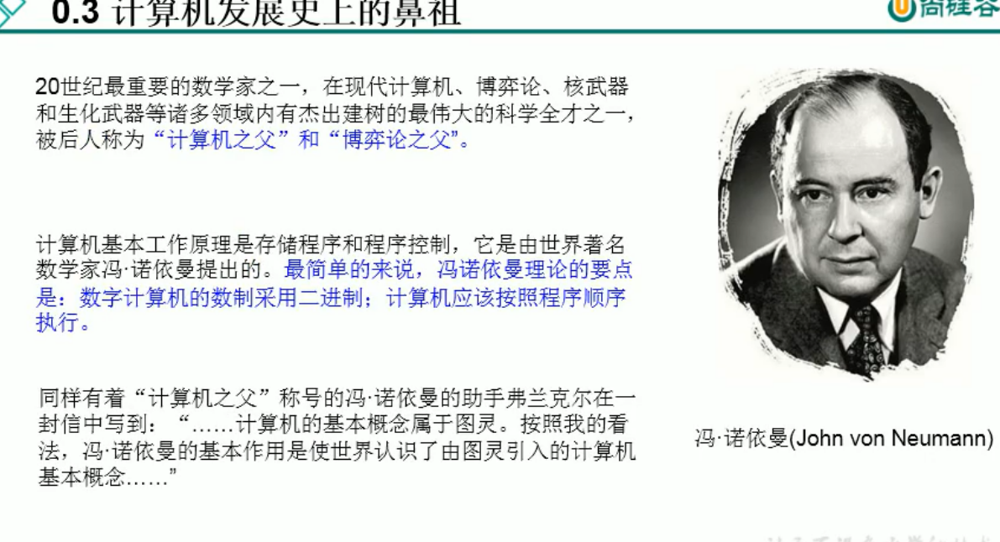 0.3 计算机发展史上的鼻祖
尚硅谷
20世纪最重要的数学家之一，在现代计算机、博弈论、核武器
和生化武器等诸多领域内有杰出建树的最伟大的科学全才之一，
被后人称为“计算机之父”和“博弈论之父”。
计算机基本工作原理是存储程序和程序控制，它是由世界著名
数学家冯·诺依曼提出的。最简单的来说，冯诺依曼理论的要点
是：数字计算机的数制采用二进制；计算机应该按照程序顺序
执行。
同样有着“计算机之父”称号的冯·诺依曼的助手弗兰克尔在一
封信中写到：“……计算机的基本概念属于图灵。按照我的看
法，冯·诺依曼的基本作用是使世界认识了由图灵引入的计算机
基本概念……”
冯·诺依曼(John von Neumann)